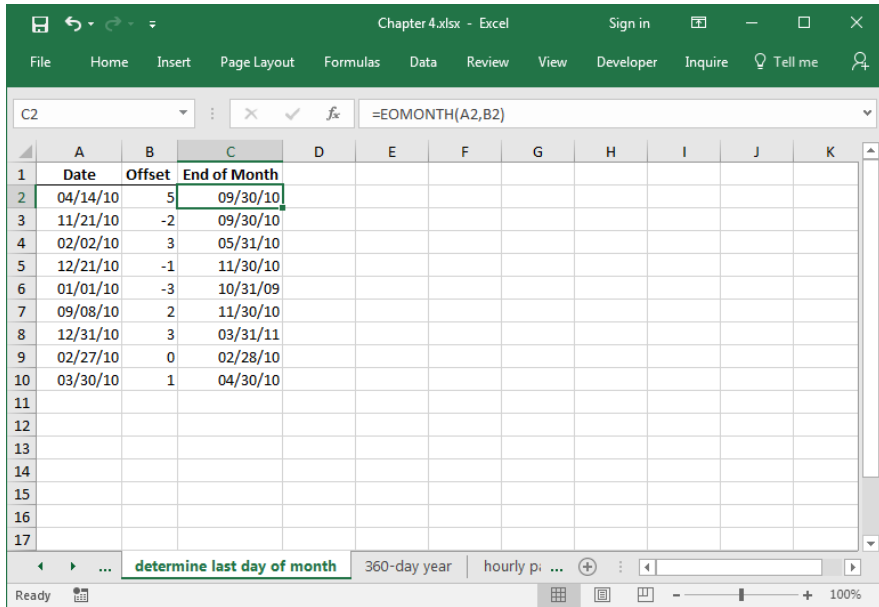 Chapter 4.xlsx - Excel Sign in
File Home Insert Page Layout Formulas Data Review View Developer Inquire Tell me
C2 fx =EOMONTH(A2,B2)
A B C D E F G H I J K
1 Date Offset End of Month
2 04/14/10 5 09/30/10
3 11/21/10 -2 09/30/10
4 02/02/10 3 05/31/10
5 12/21/10 -1 11/30/10
6 01/01/10 -3 10/31/09
7 09/08/10 2 11/30/10
8 12/31/10 3 03/31/11
9 02/27/10 0 02/28/10
10 03/30/10 1 04/30/10
11
12
13
14
15
16
17
... determine last day of month 360-day year hourly pa ...
Ready 100%